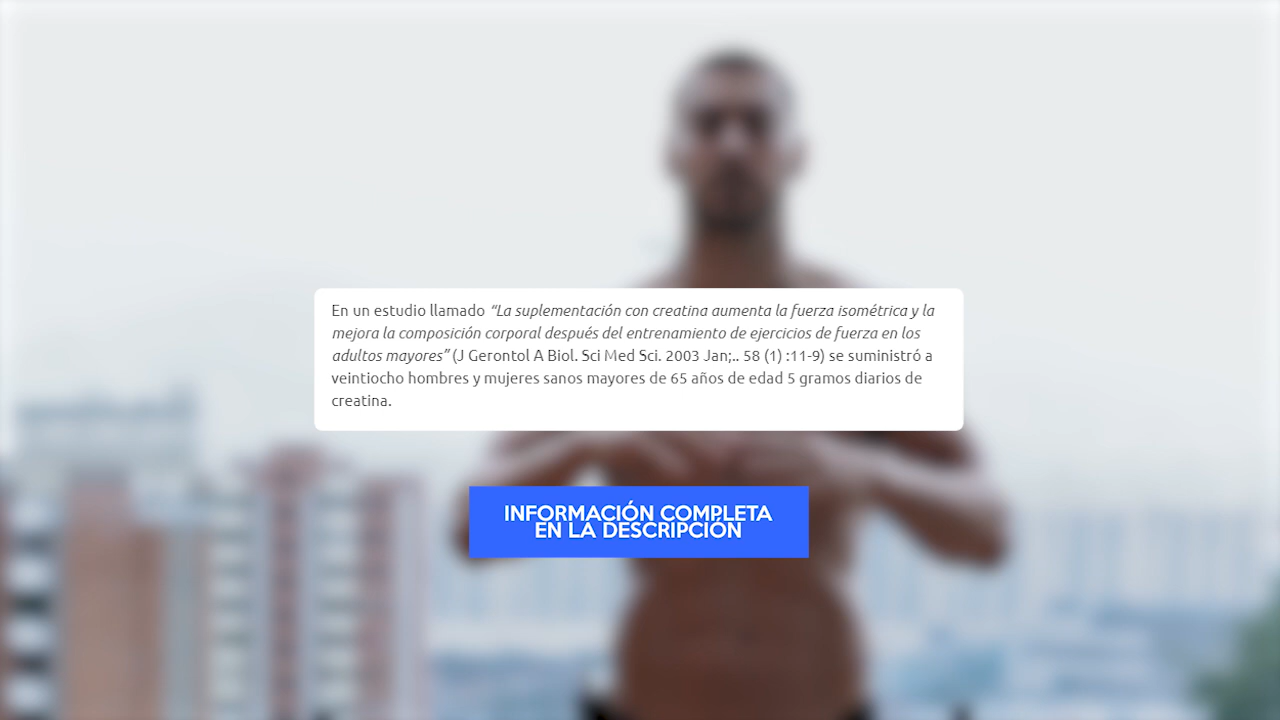 En un estudio llamado “La suplementación con creatina aumenta la fuerza isométrica y la
mejora la composición corporal después del entrenamiento de ejercicios de fuerza en los
adultos mayores” (J Gerontol A Biol. Sci Med Sci. 2003 Jan;.. 58 (1) :11-9) se suministró a
veintiocho hombres y mujeres sanos mayores de 65 años de edad 5 gramos diarios de
creatina.
INFORMACIÓN COMPLETA
EN LA DESCRIPCIÓN